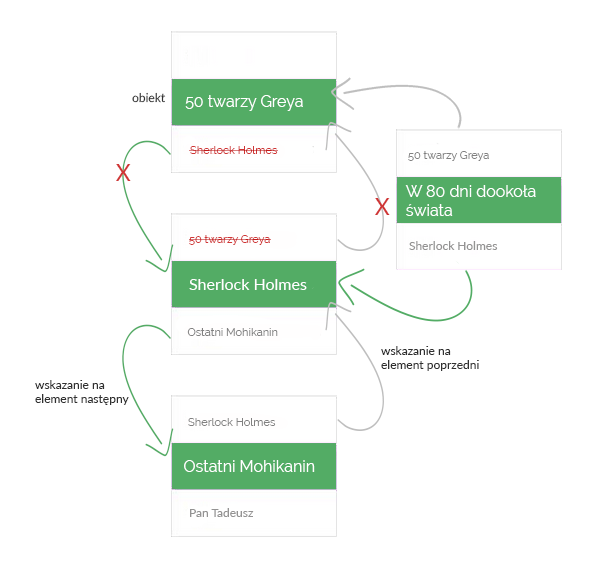 obiekt
50 twarzy Greya
Sherlock Holmes
X
50 twarzy Greya
Sherlock Holmes
Ostatni Mohikanin
X
50 twarzy Greya
W 80 dni dookoła
świata
Sherlock Holmes
wskazanie na
element poprzedni
wskazanie na
element następny
Sherlock Holmes
Ostatni Mohikanin
Pan Tadeusz